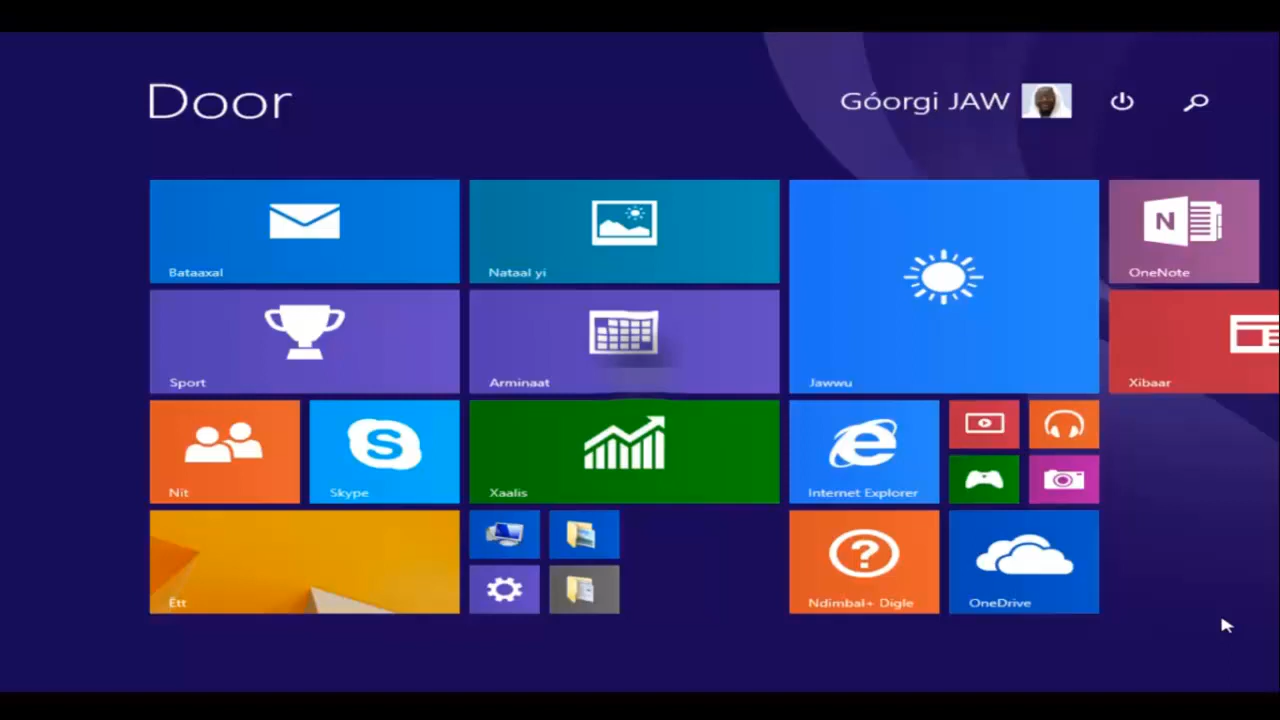 Door
Góorgi JAW
Bataaxal
Nataal yi
OneNote
Sport
Arminaat
Jawwu
Xibaar
Nit
Skype
Xaalis
Internet Explorer
Ëtt
Ndimbal+ Digle
OneDrive